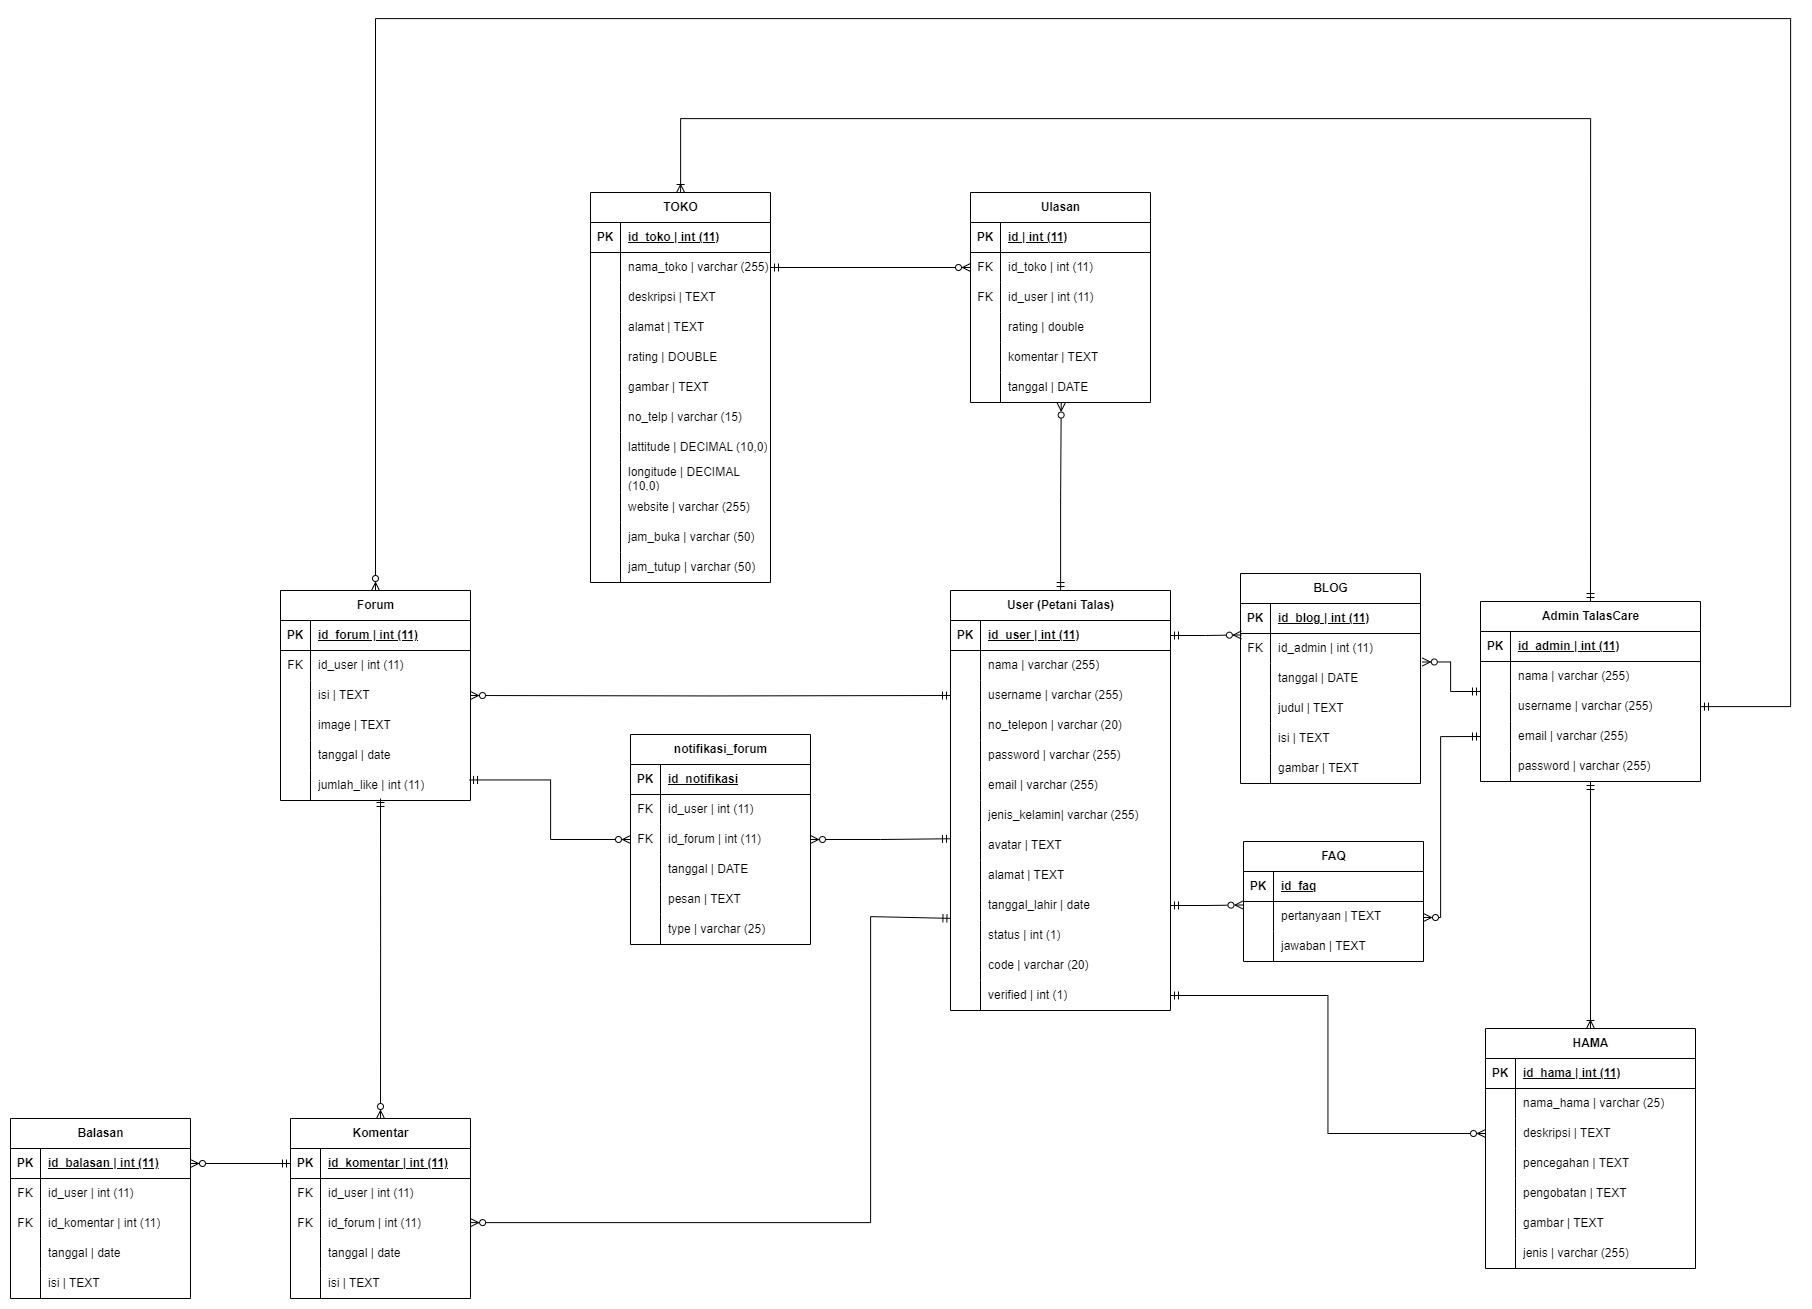 TOKO
PK id_toko | int (11)
nama_toko | varchar (255)
deskripsi | TEXT
alamat | TEXT
rating | DOUBLE
gambar | TEXT
no_telp | varchar (15)
lattitude | DECIMAL (10,0)
longitude | DECIMAL
(10,0)
website | varchar (255)
jam_buka | varchar (50)
jam_tutup | varchar (50)
Ulasan
PK id | int (11)
FK id_toko | int (11)
FK id_user | int (11)
rating | double
komentar | TEXT
tanggal | DATE
Forum
PK id_forum | int (11)
FK id_user | int (11)
isi | TEXT
image | TEXT
tanggal | date
jumlah_like | int (11)
notifikasi_forum
PK id_notifikasi
FK id_user | int (11)
FK id_forum | int (11)
tanggal | DATE
pesan | TEXT
type | varchar (25)
User (Petani Talas)
PK id_user | int (11)
nama | varchar (255)
username | varchar (255)
no_telepon | varchar (20)
password | varchar (255)
email | varchar (255)
jenis_kelamin| varchar (255)
avatar | TEXT
alamat | TEXT
tanggal_lahir | date
status | int (1)
code | varchar (20)
verified | int (1)
BLOG
PK id_blog | int (11)
FK id_admin | int (11)
tanggal | DATE
judul | TEXT
isi | TEXT
gambar | TEXT
Admin TalasCare
PK id_admin | int (11)
nama | varchar (255)
username | varchar (255)
email | varchar (255)
password | varchar (255)
FAQ
PK id_faq
pertanyaan | TEXT
jawaban | TEXT
HAMA
PK id_hama | int (11)
nama_hama | varchar (25)
deskripsi | TEXT
pencegahan | TEXT
pengobatan | TEXT
gambar | TEXT
jenis | varchar (255)
Balasan
PK id_balasan | int (11)
FK id_user | int (11)
FK id_komentar | int (11)
tanggal | date
isi | TEXT
Komentar
PK id_komentar | int (11)
FK id_user | int (11)
FK id_forum | int (11)
tanggal | date
isi | TEXT